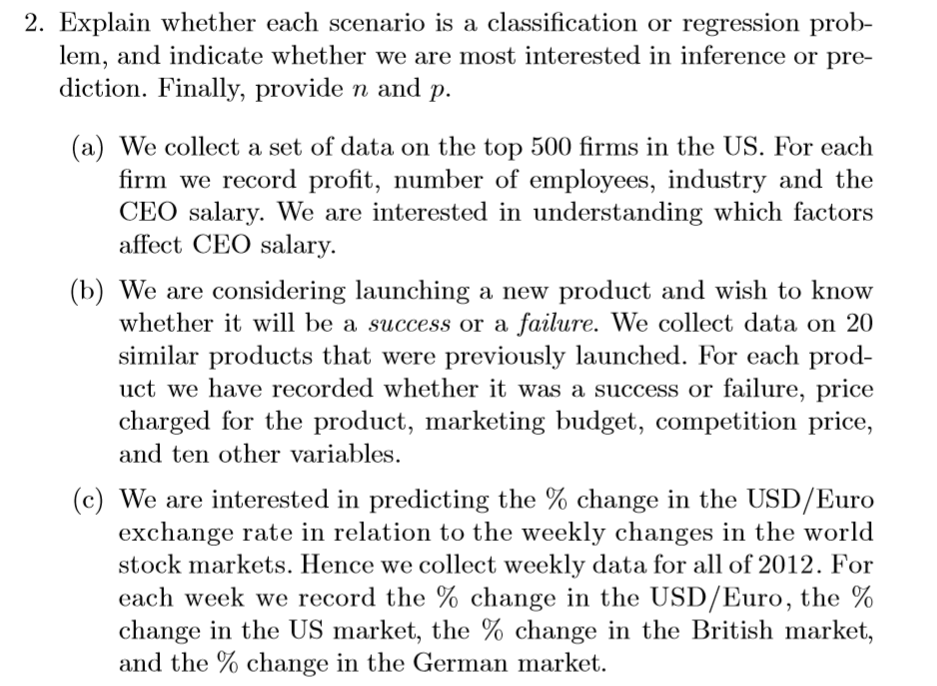 2. Explain whether each scenario is a classification or regression prob-
lem, and indicate whether we are most interested in inference or pre-
diction. Finally, provide n and p.
(a) We collect a set of data on the top 500 firms in the US. For each
firm we record profit, number of employees, industry and the
CEO salary. We are interested in understanding which factors
affect CEO salary.
(b) We are considering launching a new product and wish to know
whether it will be a success or a failure. We collect data on 20
similar products that were previously launched. For each prod-
uct we have recorded whether it was a success or failure, price
charged for the product, marketing budget, competition price,
and ten other variables.
(c) We are interested in predicting the % change in the USD/Euro
exchange rate in relation to the weekly changes in the world
stock markets. Hence we collect weekly data for all of 2012. For
each week we record the % change in the USD/Euro, the %
change in the US market, the % change in the British market,
and the % change in the German market.